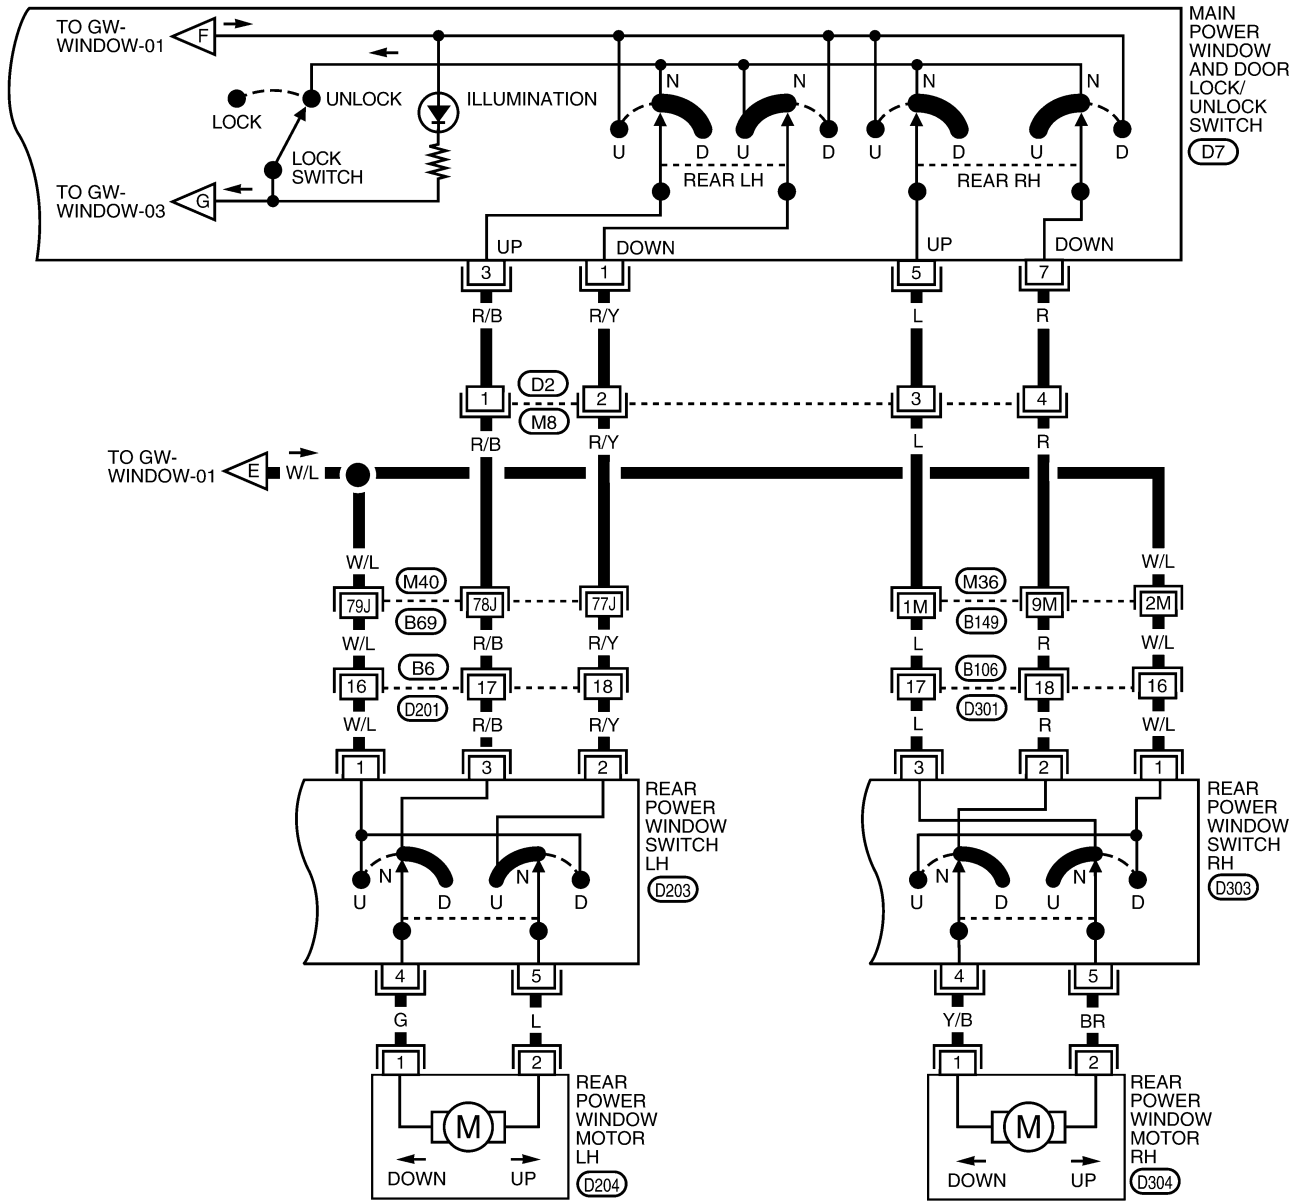 TO GW-
WINDOW-01
F
MAIN
POWER
WINDOW
AND DOOR
LOCK/
UNLOCK
SWITCH
D7
LOCK
UNLOCK
ILLUMINATION
LOCK
SWITCH
TO GW-
WINDOW-03
G
N
N
N
N
U
D
U
D
U
D
U
D
REAR LH
REAR RH
UP
DOWN
UP
DOWN
3
1
5
7
R/B
R/Y
L
R
1
D2
M8
2
3
4
R/B
R/Y
L
R
TO GW-
WINDOW-01
E
W/L
W/L
W/L
79J
M40
B69
78J
77J
1M
M36
B149
9M
2M
W/L
R/B
R/Y
L
R
W/L
16
B6
D201
17
18
17
B106
D301
18
16
W/L
R/B
R/Y
L
R
W/L
1
3
2
3
2
1
REAR
POWER
WINDOW
SWITCH
LH
D203
REAR
POWER
WINDOW
SWITCH
RH
D303
N
N
N
N
U
D
U
D
U
D
U
D
4
5
4
5
G
L
Y/B
BR
1
2
1
2
REAR
POWER
WINDOW
MOTOR
LH
D204
REAR
POWER
WINDOW
MOTOR
RH
D304
M
M
DOWN
UP
DOWN
UP